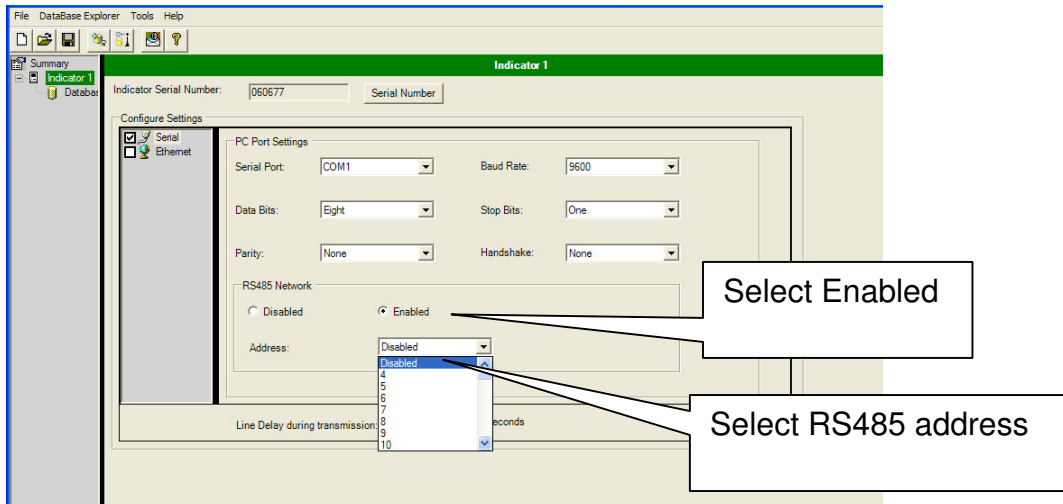 File DataBase Explorer Tools Help
Summary
Indicator 1
Databas
Indicator 1
Indicator Serial Number: 060677 Serial Number
Configure Settings
Serial
Ethernet
PC Port Settings
Serial Port: COM1 Baud Rate: 9600
Data Bits: Eight Stop Bits: One
Parity: None Handshake: None
RS485 Network
Disabled Enabled
Address: Disabled
Disabled
4
5
6
7
8
9
10
Line Delay during transmission: econds
Select Enabled
Select RS485 address